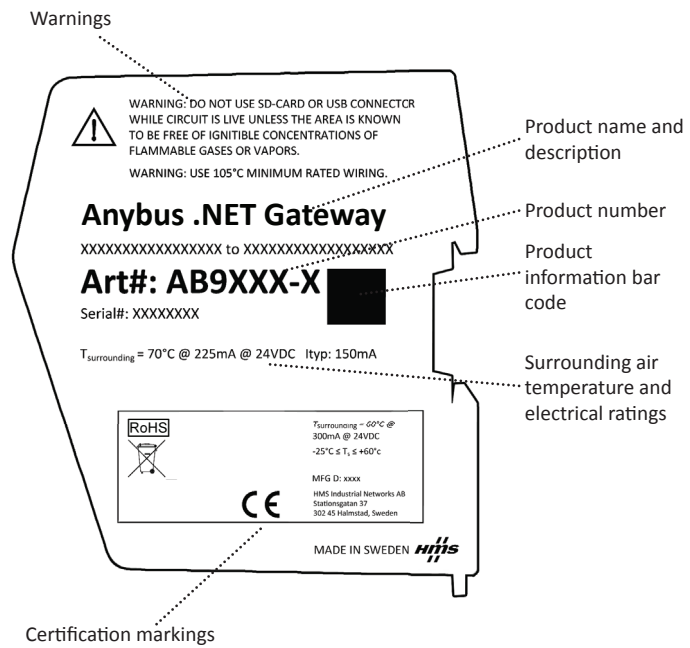 Warnings
WARNING: DO NOT USE SD-CARD OR USB CONNECTCR
WHILE CIRCUIT IS LIVE UNLESS THE AREA IS KNOWN
TO BE FREE OF IGNITIBLE CONCENTRATIONS OF
FLAMMABLE GASES OR VAPORS.
WARNING: USE 105°C MINIMUM RATED WIRING.
Product name and
description
Anybus .NET Gateway
Product number
XXXXXXXXXXXXXXXXX to XXXXXXXXXXXXXXXXXX
Product
information bar
code
Art#: AB9XXX-X
Serial#: XXXXXXXX
Tsurrounding = 70°C @ 225mA @ 24VDC Ityp: 150mA
Surrounding air
temperature and
electrical ratings
RoHS
Tsurrounding = 60°C @
300mA @ 24VDC
-25°C ≤ Ts ≤ +60°c
MFG D: xxxx
CE
HMS Industrial Networks AB
Stationsgatan 37
302 45 Halmstad, Sweden
MADE IN SWEDEN HMS
Certification markings